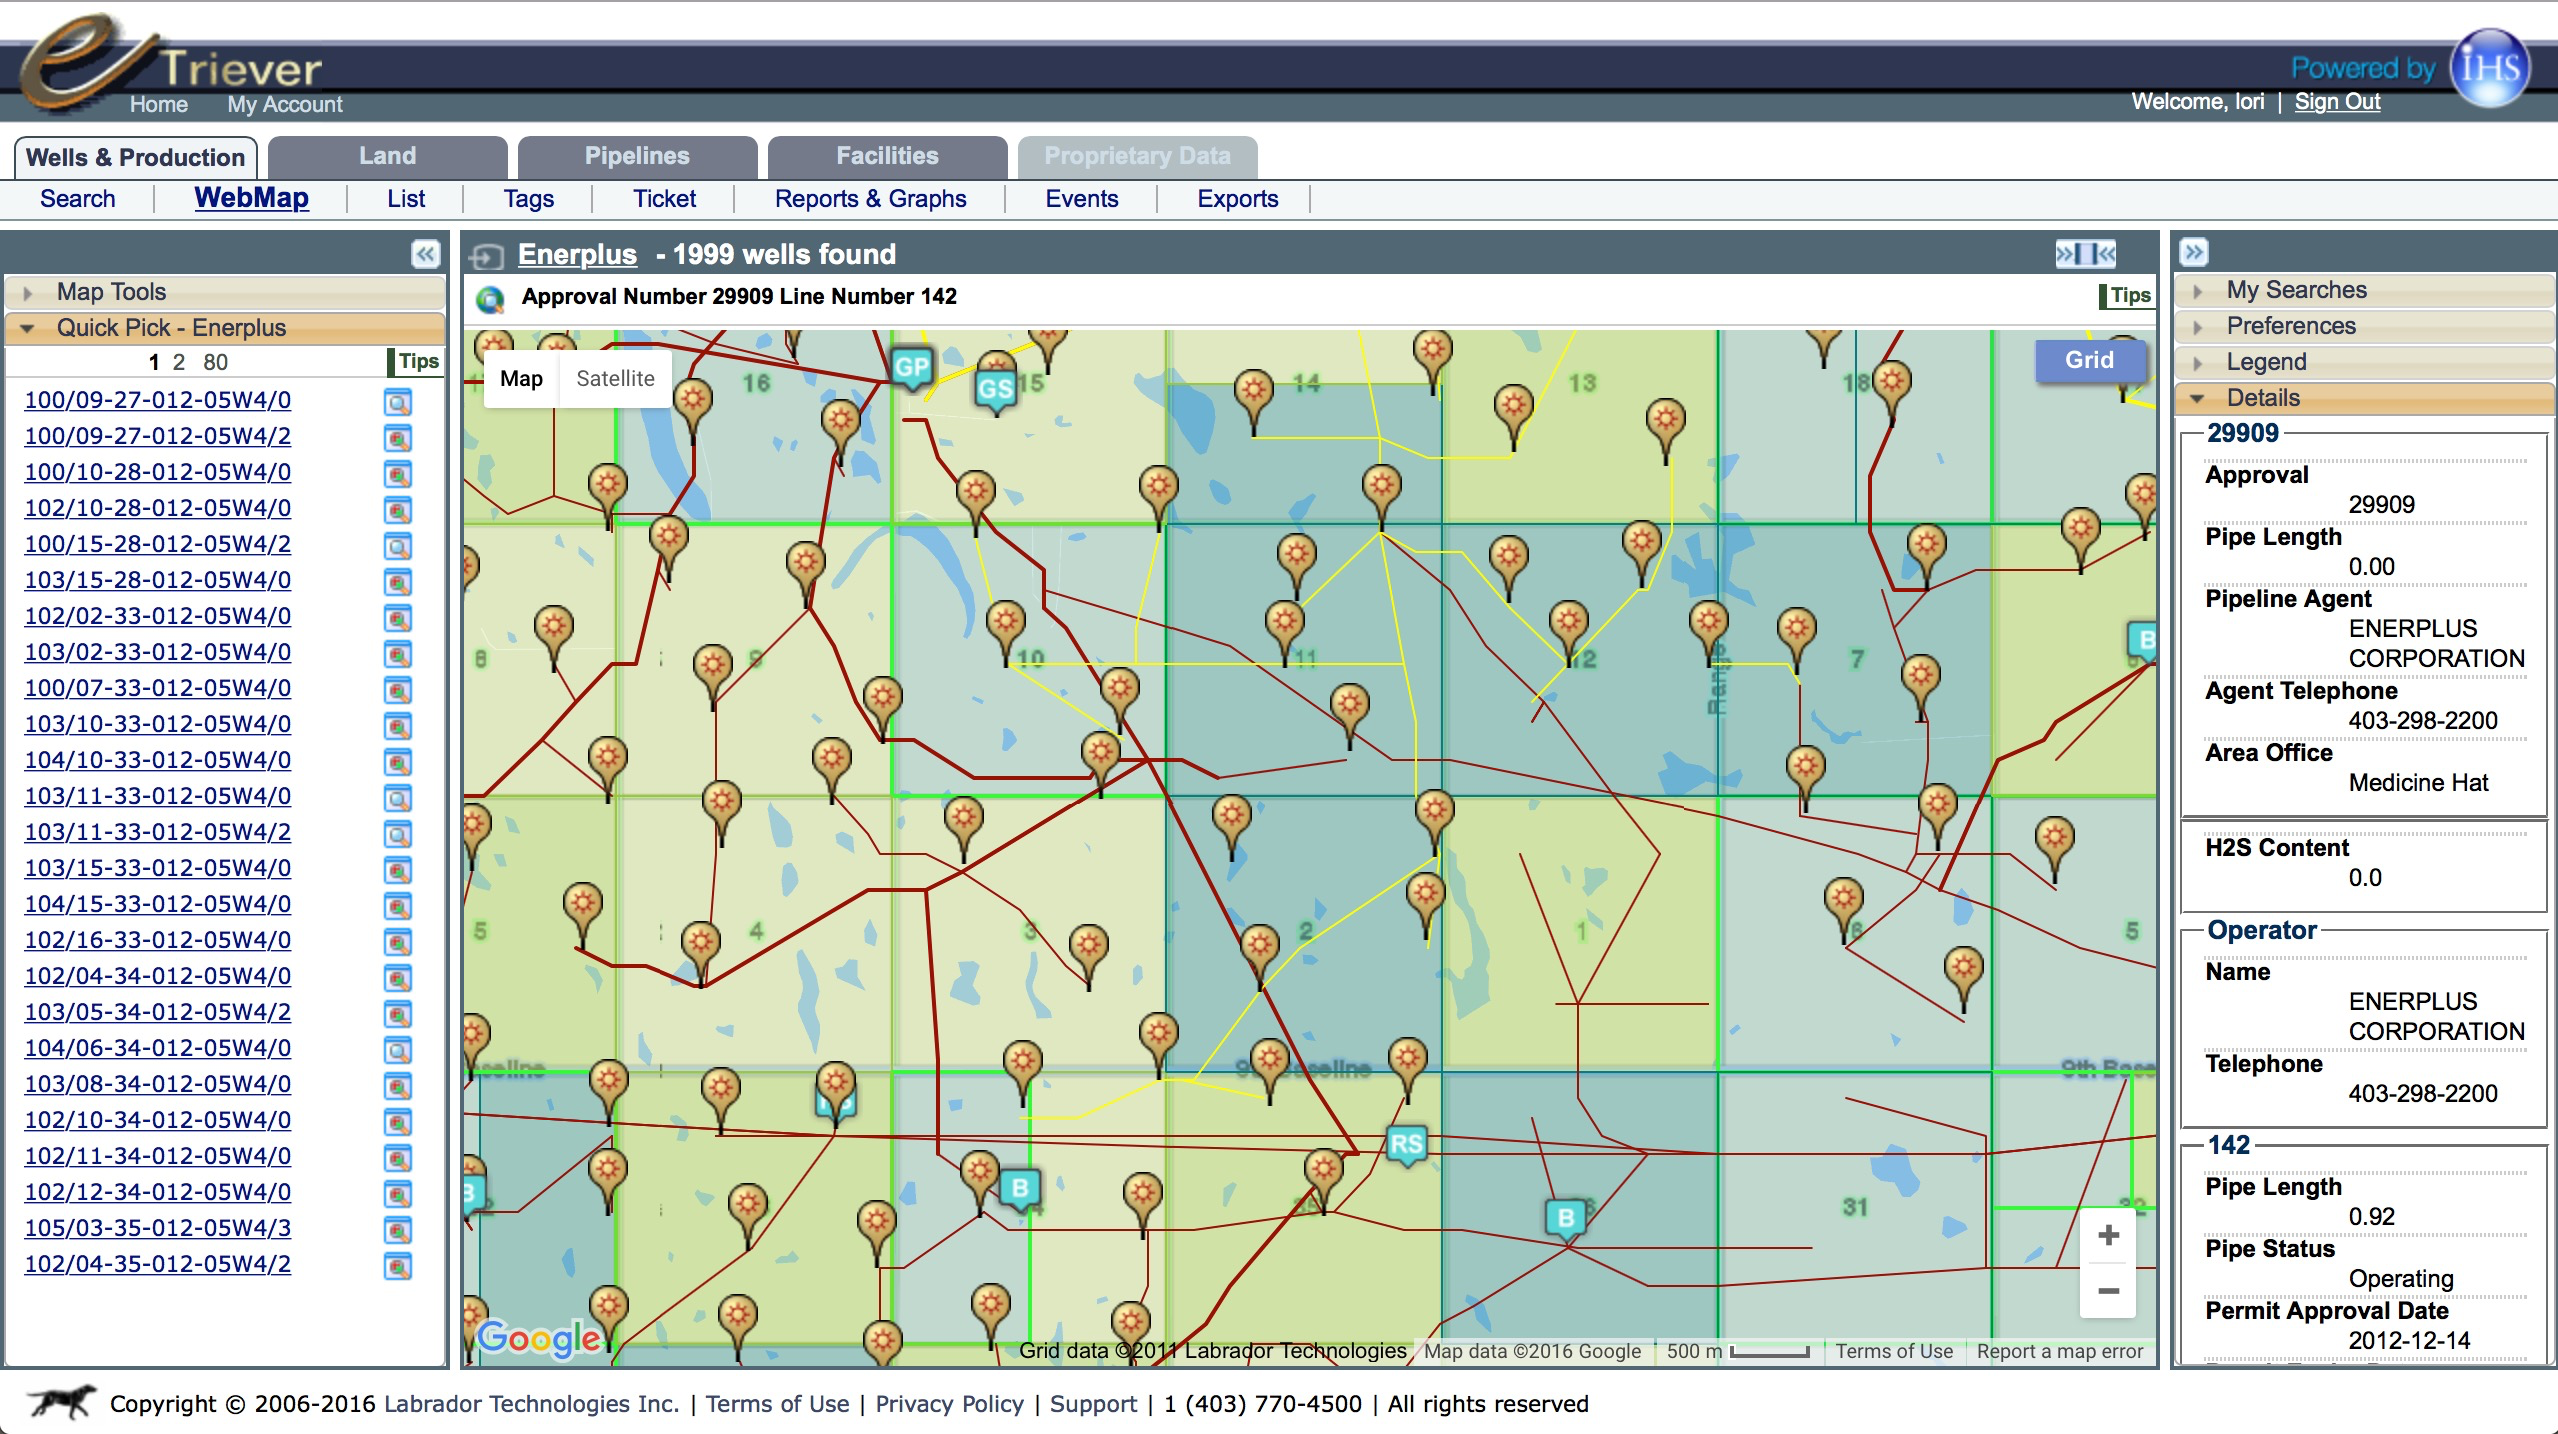 eTriever
Powered by IHS
Home My Account
Welcome, lori | Sign Out
Wells & Production Land Pipelines Facilities Proprietary Data
Search WebMap List Tags Ticket Reports & Graphs Events Exports
Map Tools
Quick Pick - Enerplus
1 2 80 Tips
100/09-27-012-05W4/0
100/09-27-012-05W4/2
100/10-28-012-05W4/0
102/10-28-012-05W4/0
100/15-28-012-05W4/2
103/15-28-012-05W4/0
102/02-33-012-05W4/0
103/02-33-012-05W4/0
100/07-33-012-05W4/0
103/10-33-012-05W4/0
104/10-33-012-05W4/0
103/11-33-012-05W4/0
103/11-33-012-05W4/2
103/15-33-012-05W4/0
104/15-33-012-05W4/0
102/16-33-012-05W4/0
102/04-34-012-05W4/0
103/05-34-012-05W4/2
104/06-34-012-05W4/0
103/08-34-012-05W4/0
102/10-34-012-05W4/0
102/11-34-012-05W4/0
102/12-34-012-05W4/0
105/03-35-012-05W4/3
102/04-35-012-05W4/2
Enerplus - 1999 wells found
Approval Number 29909 Line Number 142
Tips
Map Satellite
Grid
GP
GS
16 15 14 13 18
8 9 10 11 12 7
B
Range
5 4 3 2 1 6 5
9th Baseline
RS
B
B
B
31
32
+
−
Google
Grid data ©2011 Labrador Technologies Map data ©2016 Google 500 m Terms of Use Report a map error
My Searches
Preferences
Legend
Details
29909
Approval
29909
Pipe Length
0.00
Pipeline Agent
ENERPLUS
CORPORATION
Agent Telephone
403-298-2200
Area Office
Medicine Hat
H2S Content
0.0
Operator
Name
ENERPLUS
CORPORATION
Telephone
403-298-2200
142
Pipe Length
0.92
Pipe Status
Operating
Permit Approval Date
2012-12-14
Copyright © 2006-2016 Labrador Technologies Inc. | Terms of Use | Privacy Policy | Support | 1 (403) 770-4500 | All rights reserved